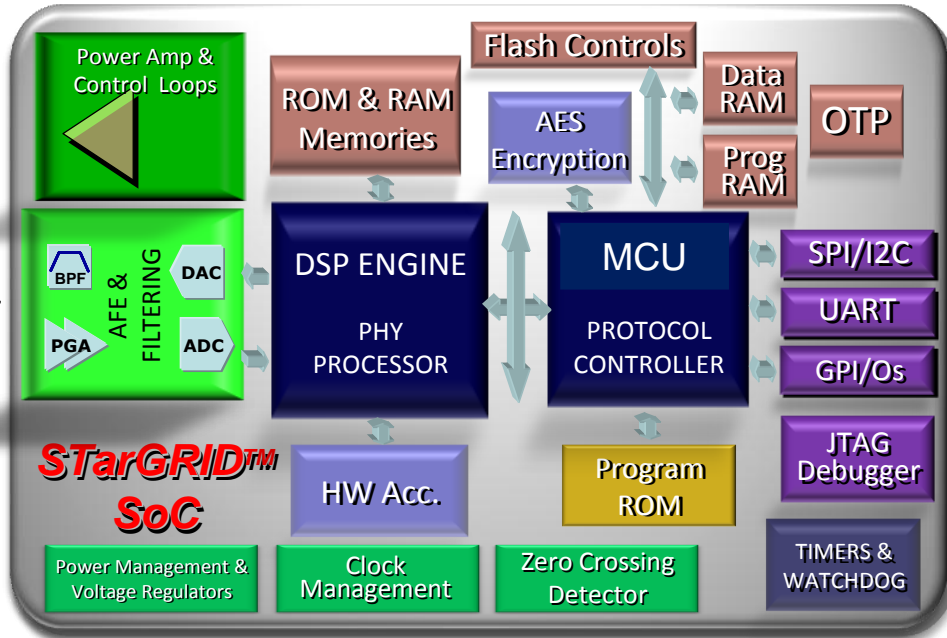 Power Amp &
Control Loops
ROM & RAM
Memories
Flash Controls
AES
Encryption
Data
RAM
Prog
RAM
OTP
BPF
PGA
AFE &
FILTERING
DAC
ADC
DSP ENGINE
PHY
PROCESSOR
MCU
PROTOCOL
CONTROLLER
SPI/I2C
UART
GPI/Os
JTAG
Debugger
STarGRID™
SoC
HW Acc.
Program
ROM
Power Management &
Voltage Regulators
Clock
Management
Zero Crossing
Detector
TIMERS &
WATCHDOG